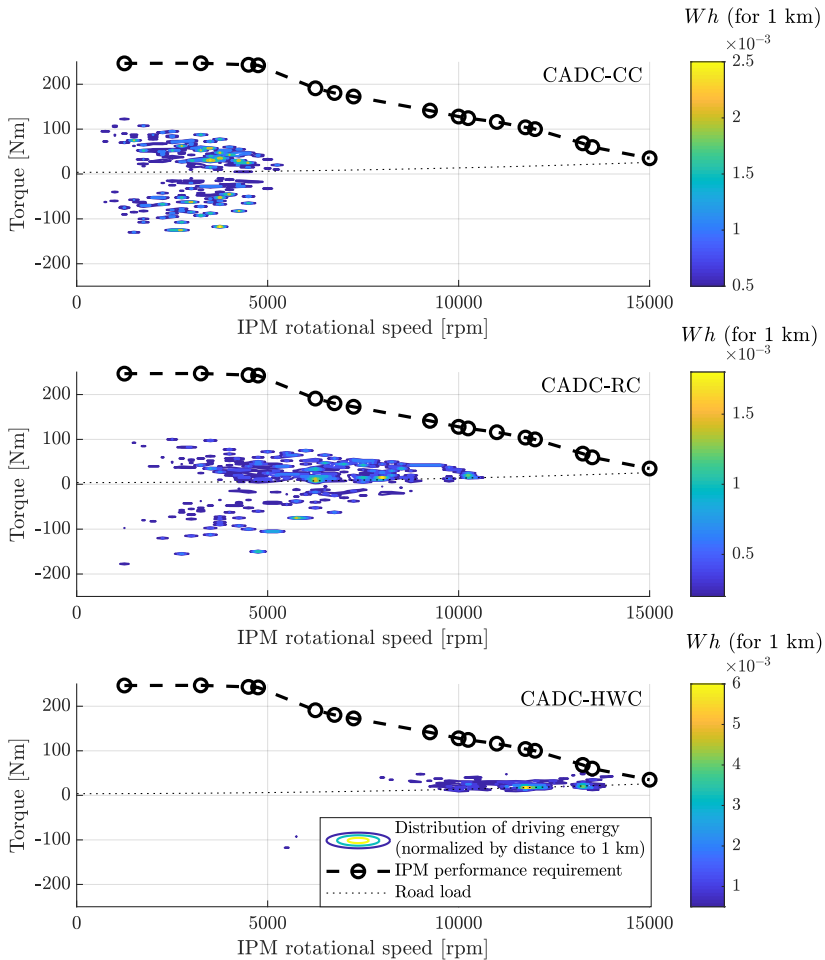 Wh (for 1 km)
×10⁻³
CADC-CC
200
100
0
-100
-200
Torque [Nm]
0
5000
10000
15000
IPM rotational speed [rpm]
2.5
2
1.5
1
0.5
Wh (for 1 km)
×10⁻³
CADC-RC
200
100
0
-100
-200
Torque [Nm]
0
5000
10000
15000
IPM rotational speed [rpm]
1.5
1
0.5
Wh (for 1 km)
×10⁻³
CADC-HWC
200
100
0
-100
-200
Torque [Nm]
Distribution of driving energy
(normalized by distance to 1 km)
IPM performance requirement
Road load
0
5000
10000
15000
IPM rotational speed [rpm]
6
5
4
3
2
1